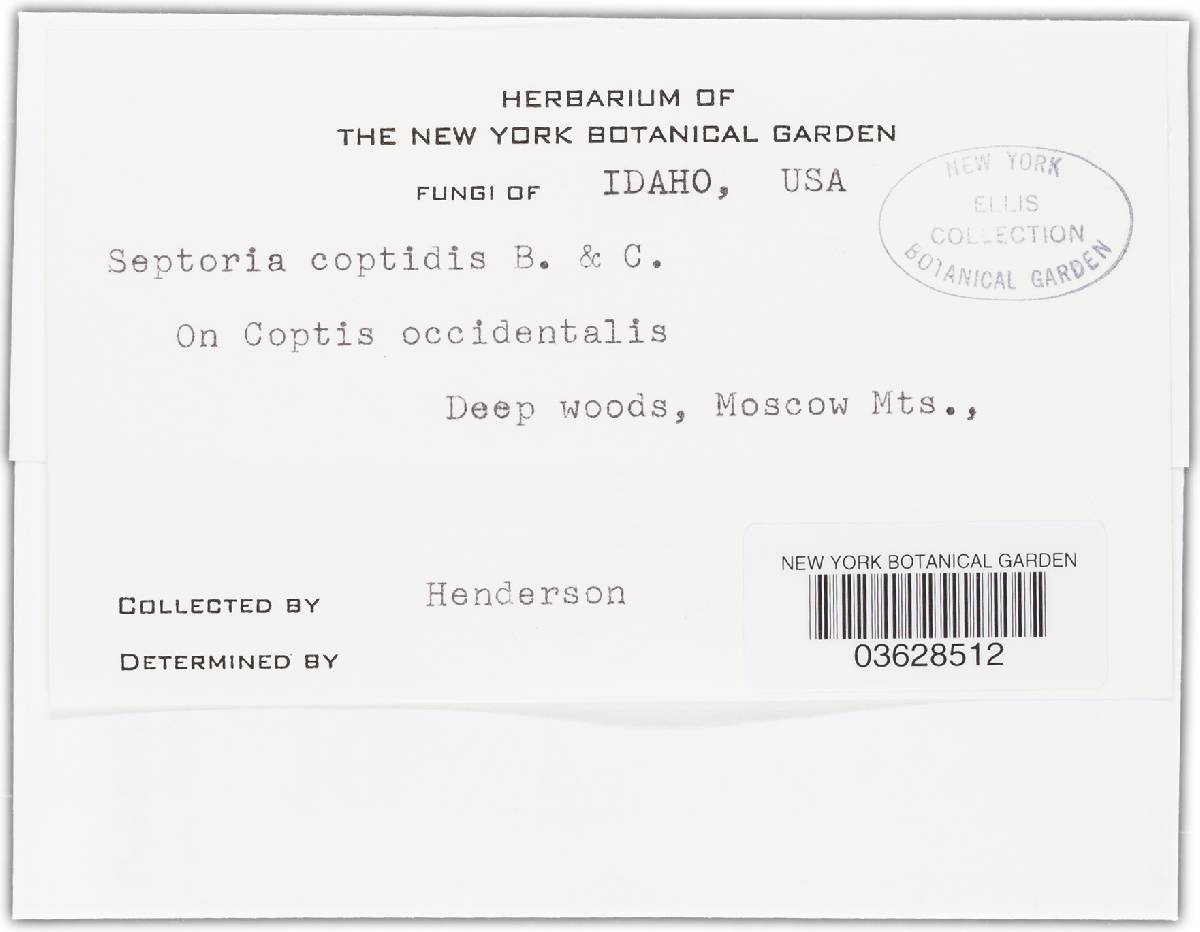 HERBARIUM OF
THE NEW YORK BOTANICAL GARDEN
FUNGI OF IDAHO, USA
NEW YORK
ELLIS
COLLECTION
BOTANICAL GARDEN
Septoria coptidis B. & C.
On Coptis occidentalis
Deep woods, Moscow Mts.,
NEW YORK BOTANICAL GARDEN
03628512
COLLECTED BY Henderson
DETERMINED BY